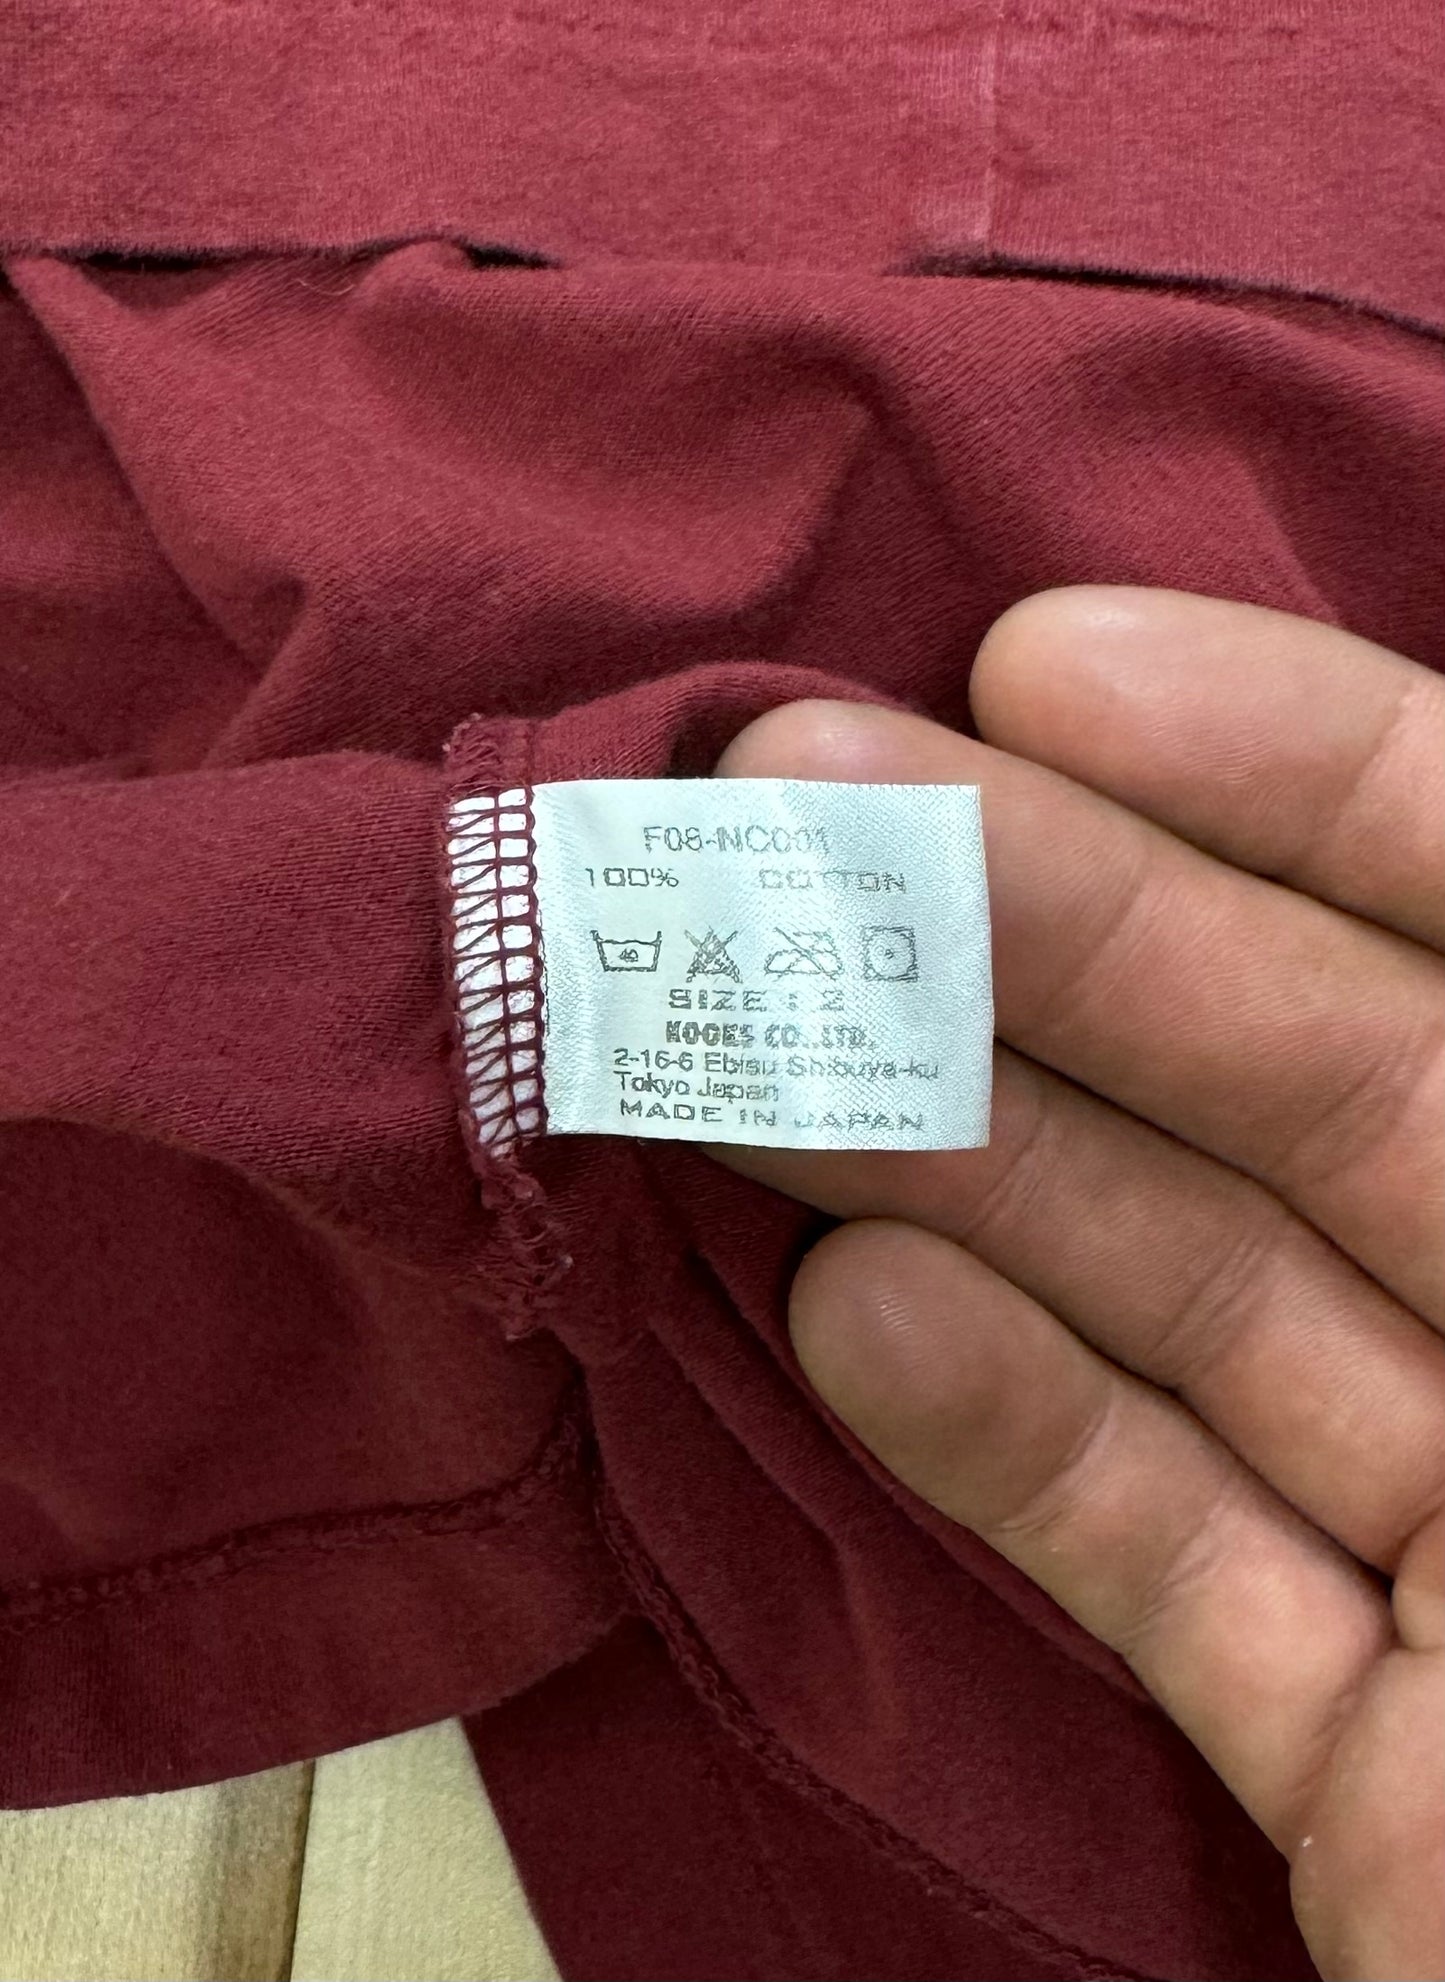 F08-NC001
100% COTTON
40
SIZE : 2
CO.,LTD.
2-16-6 Ebisu Shibuya-ku
Tokyo Japan
MADE IN JAPAN